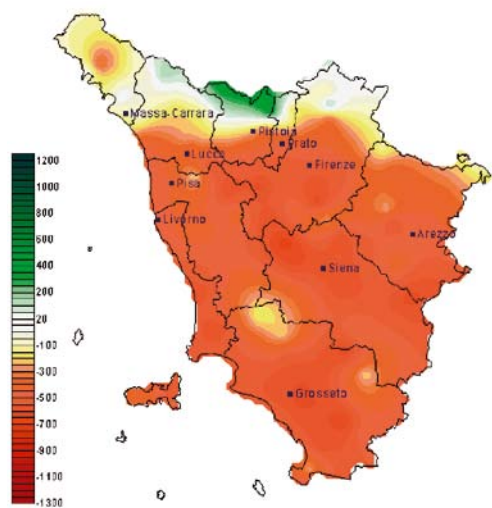 Massa-Carrara
Pistoia
Prato
Lucca
Firenze
Pisa
Livorno
Arezzo
Siena
Grosseto
1200
1000
800
600
400
200
20
-100
-300
-500
-700
-900
-1100
-1300